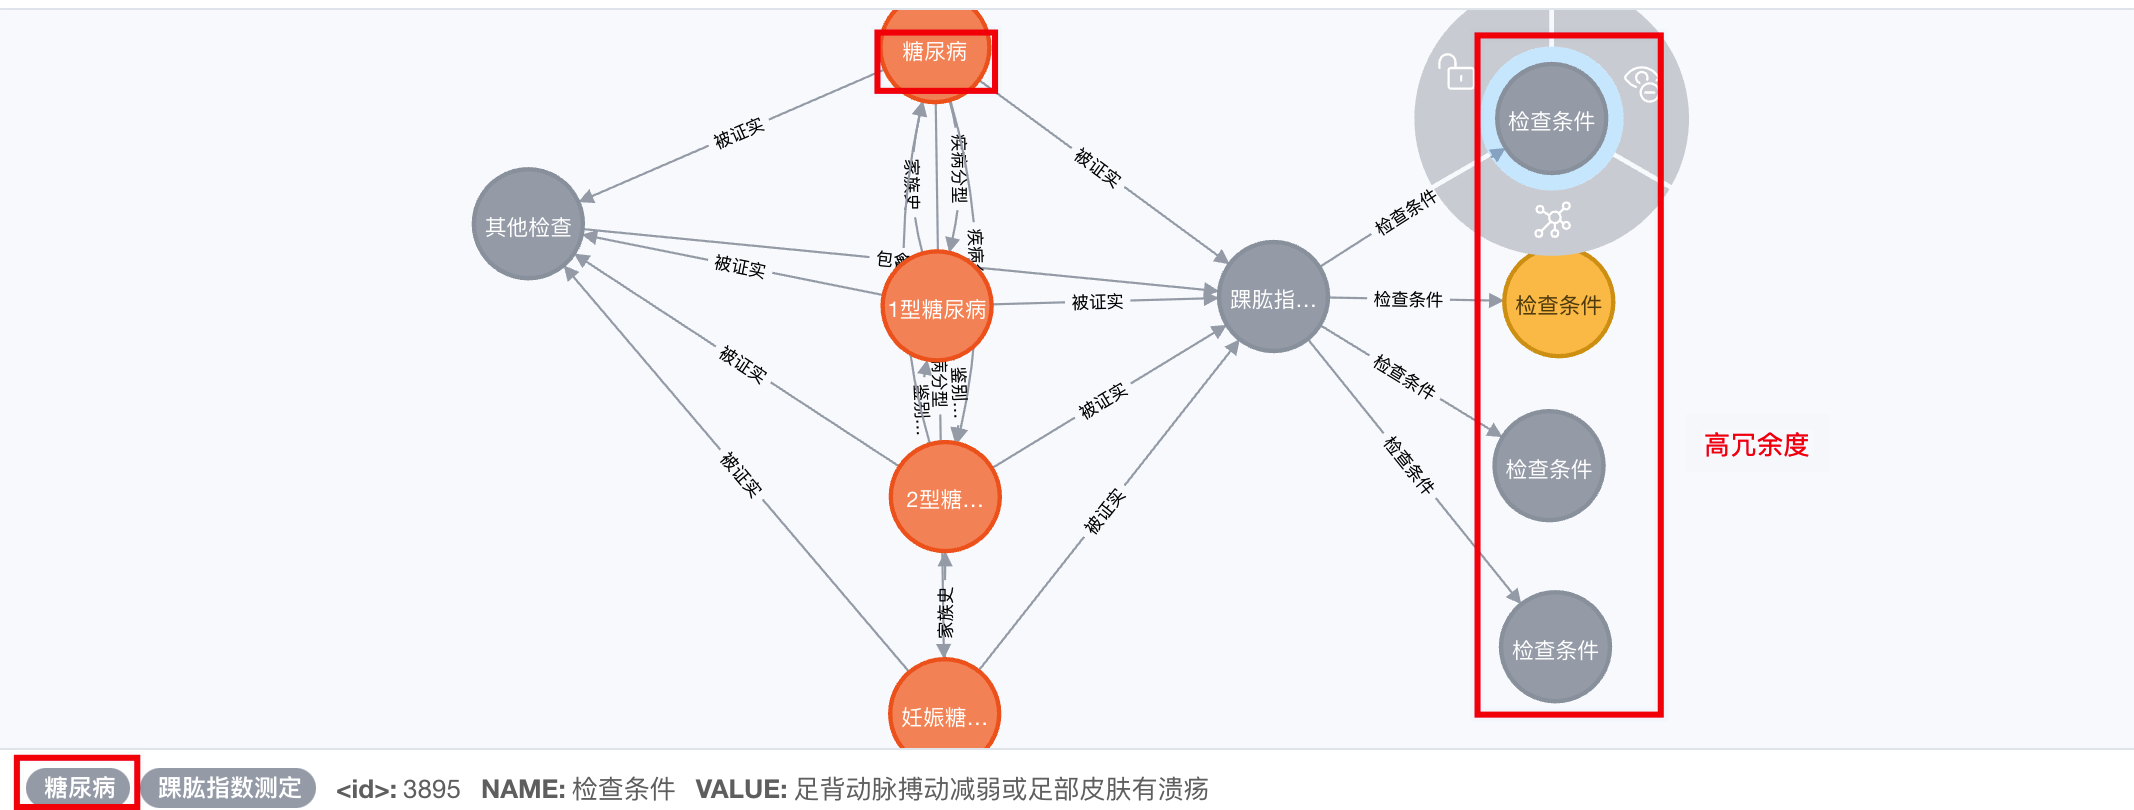 糖尿病
检查条件
被证实
家族史
疾病分型
被证实
检查条件
其他检查
包含
被证实
疾病
1型糖尿病
被证实
踝肱指...
检查条件
检查条件
被证实
鉴别...
病分型
鉴别...
检查条件
被证实
检查条件
高冗余度
检查条件
被证实
2型糖...
被证实
家族史
检查条件
妊娠糖...
糖尿病 踝肱指数测定 <id>: 3895 NAME: 检查条件 VALUE: 足背动脉搏动减弱或足部皮肤有溃疡